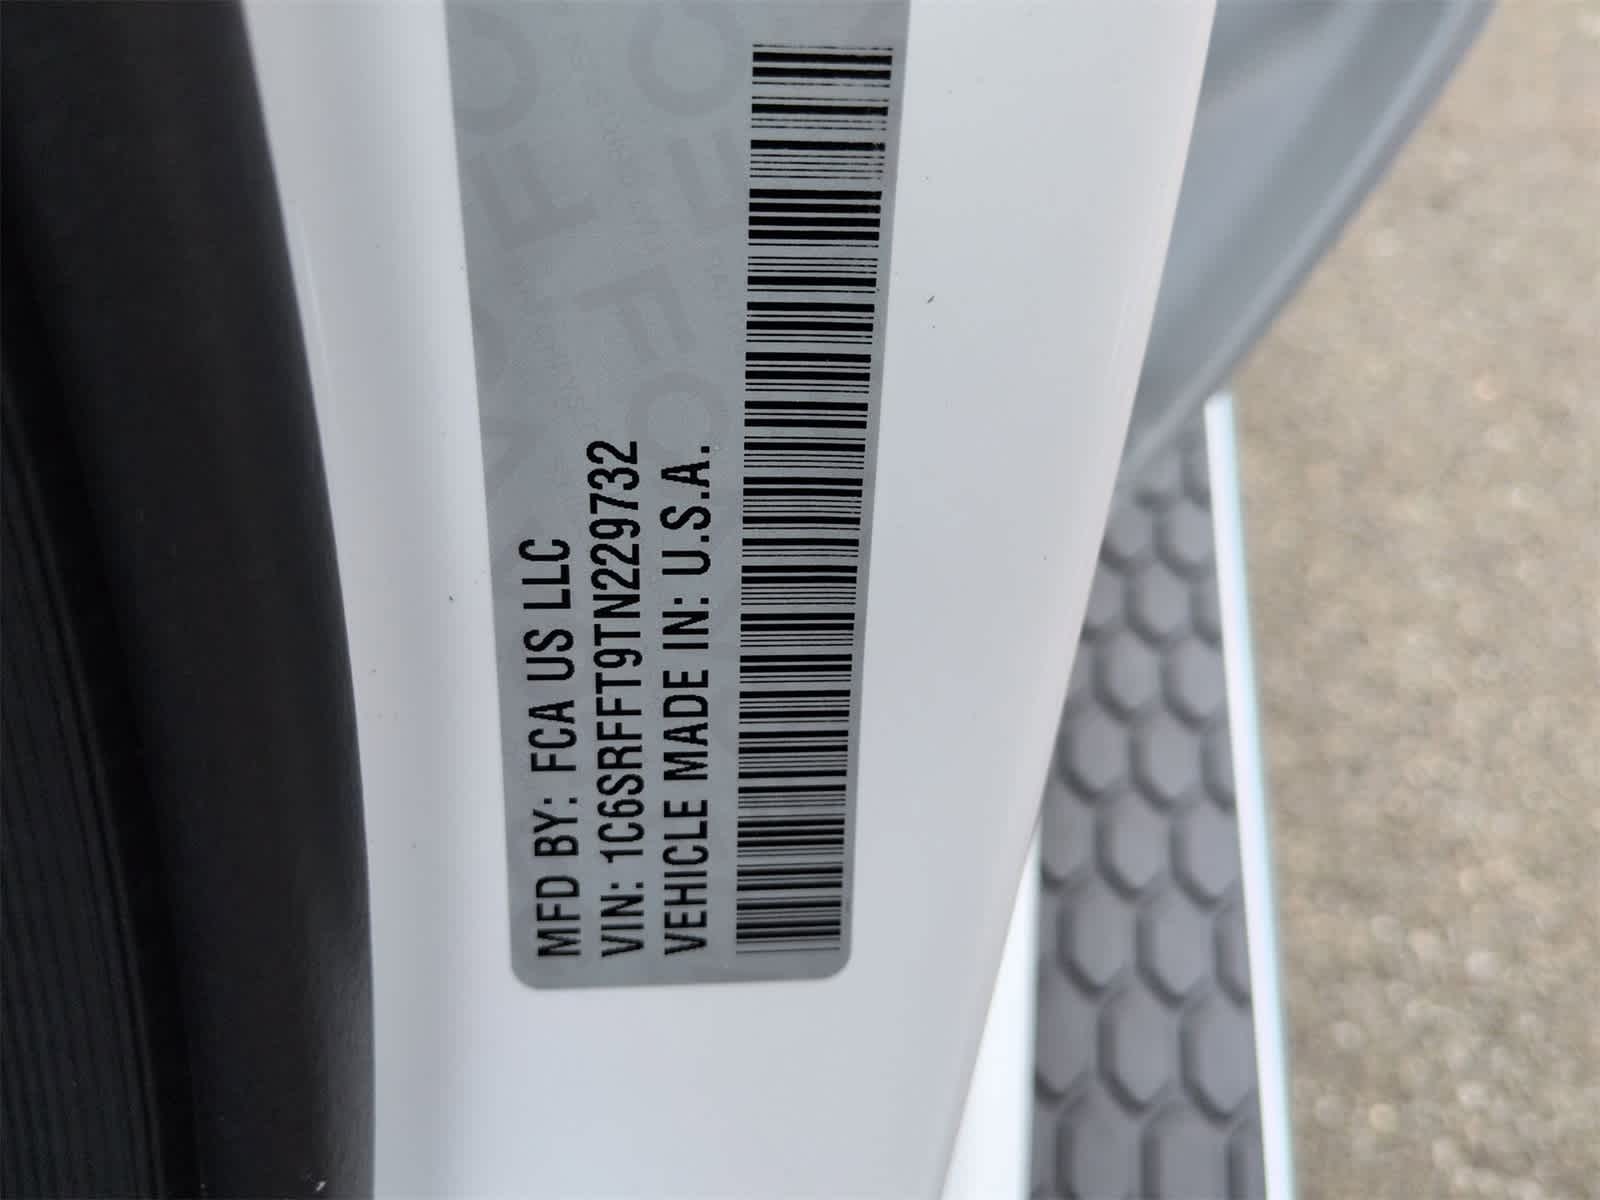 MFD BY: FCA US LLC
VIN: 1C6SRFFT9TN229732
VEHICLE MADE IN: U.S.A.